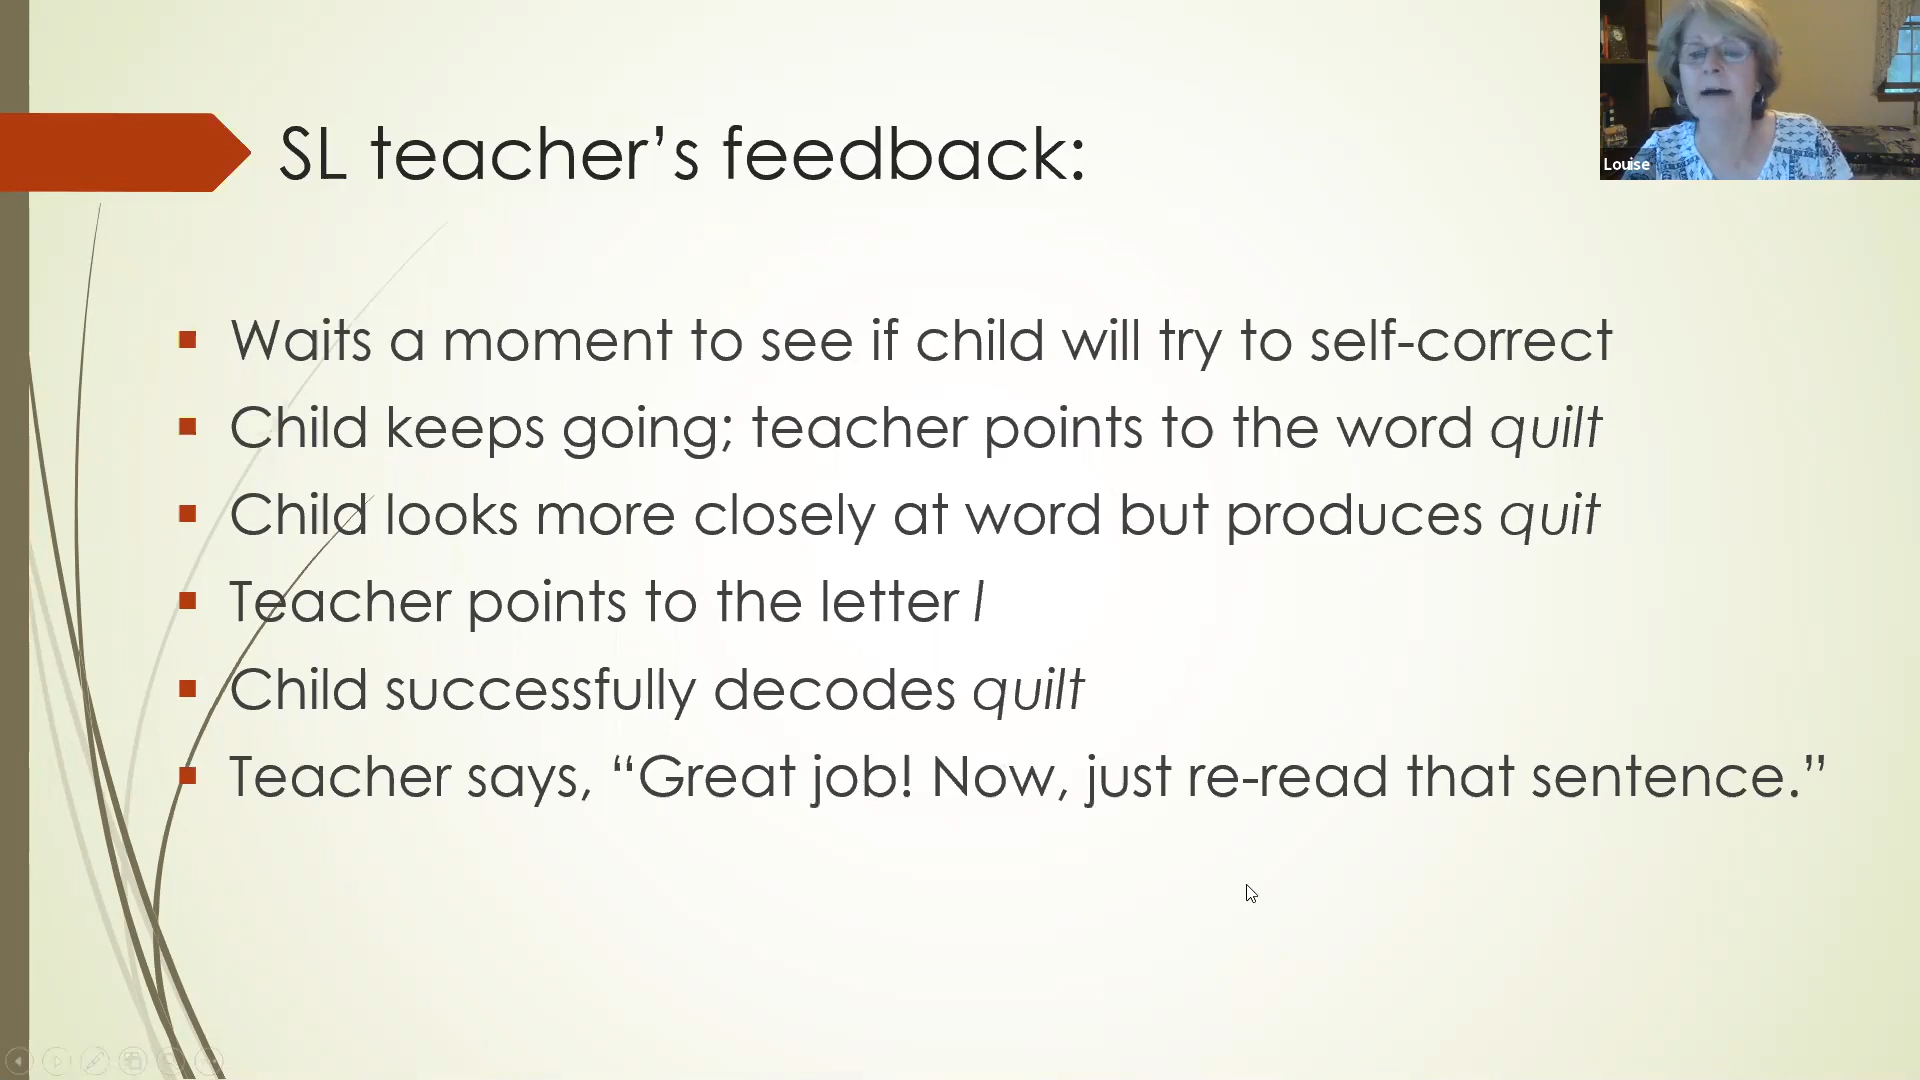 SL teacher’s feedback:
Louise
Waits a moment to see if child will try to self-correct
Child keeps going; teacher points to the word quilt
Child looks more closely at word but produces quit
Teacher points to the letter l
Child successfully decodes quilt
Teacher says, “Great job! Now, just re-read that sentence.”